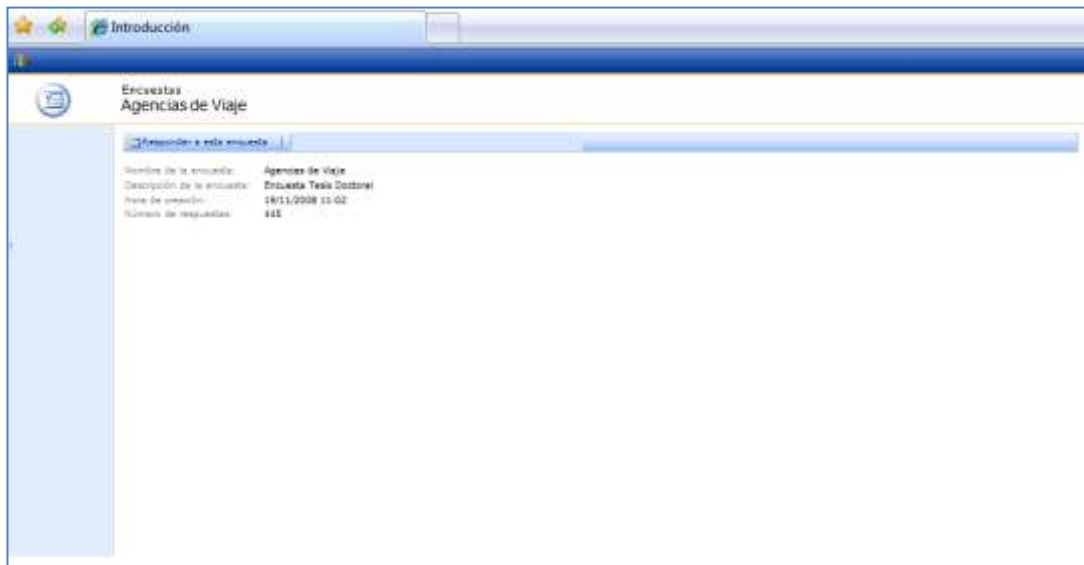 Introducción
Encuestas
Agencias de Viaje
Responder a esta encuesta
Nombre de la encuesta: Agencias de Viaje
Descripción de la encuesta: Encuesta Tesis Doctoral
Hora de creación: 19/11/2008 11:02
Número de respuestas: